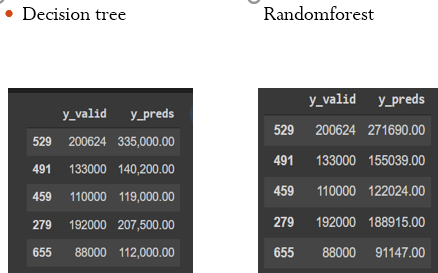 • Decision tree
Randomforest
y_valid y_preds
529 200624 335,000.00
491 133000 140,200.00
459 110000 119,000.00
279 192000 207,500.00
655 88000 112,000.00
y_valid y_preds
529 200624 271690.00
491 133000 155039.00
459 110000 122024.00
279 192000 188915.00
655 88000 91147.00